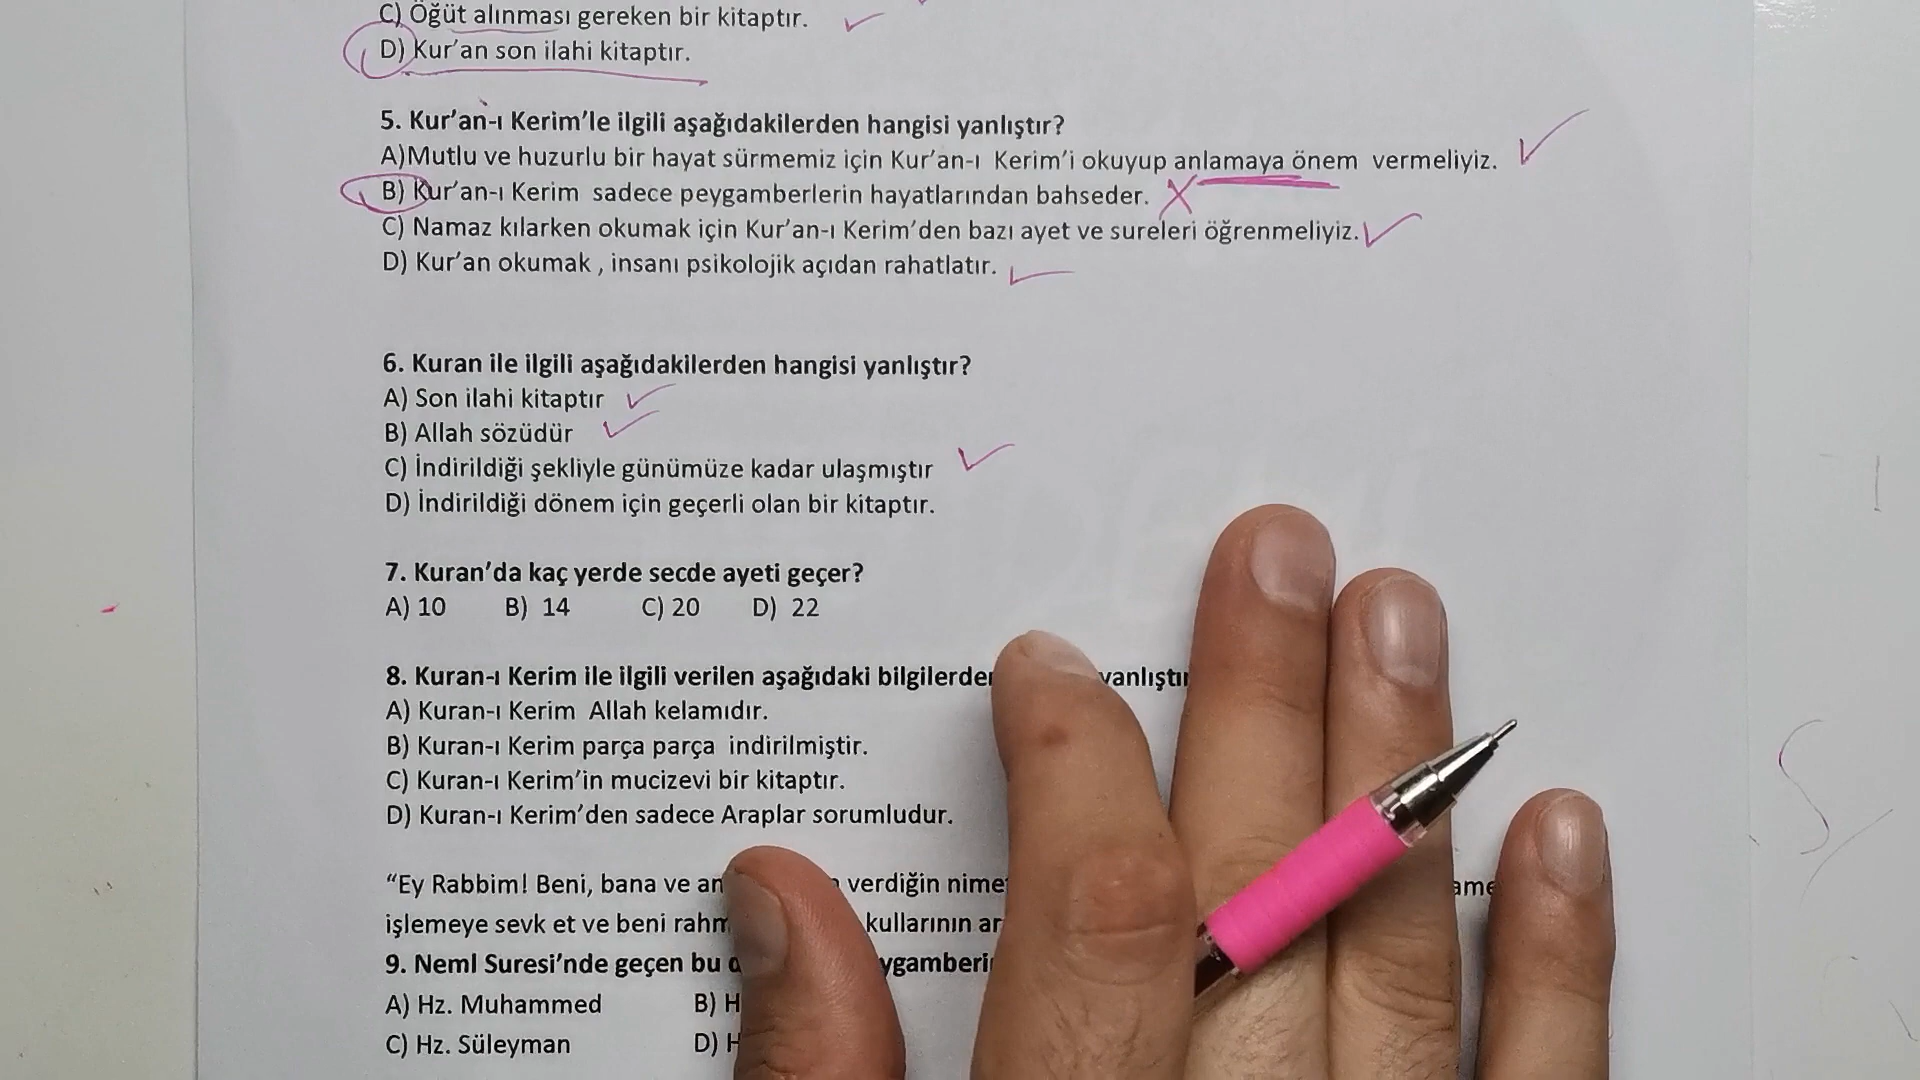 C) Öğüt alınması gereken bir kitaptır.
D) Kur'an son ilahi kitaptır.
5. Kur'an-ı Kerim'le ilgili aşağıdakilerden hangisi yanlıştır?
A)Mutlu ve huzurlu bir hayat sürmemiz için Kur'an-ı Kerim'i okuyup anlamaya önem vermeliyiz.
B) Kur'an-ı Kerim sadece peygamberlerin hayatlarından bahseder.
C) Namaz kılarken okumak için Kur'an-ı Kerim'den bazı ayet ve sureleri öğrenmeliyiz.
D) Kur'an okumak , insanı psikolojik açıdan rahatlatır.
6. Kuran ile ilgili aşağıdakilerden hangisi yanlıştır?
A) Son ilahi kitaptır
B) Allah sözüdür
C) İndirildiği şekliyle günümüze kadar ulaşmıştır
D) İndirildiği dönem için geçerli olan bir kitaptır.
7. Kuran'da kaç yerde secde ayeti geçer?
A) 10 B) 14 C) 20 D) 22
8. Kuran-ı Kerim ile ilgili verilen aşağıdaki bilgilerden yanlıştır
A) Kuran-ı Kerim Allah kelamıdır.
B) Kuran-ı Kerim parça parça indirilmiştir.
C) Kuran-ı Kerim'in mucizevi bir kitaptır.
D) Kuran-ı Kerim'den sadece Araplar sorumludur.
"Ey Rabbim! Beni, bana ve verdiğin
işlemeye sevk et ve beni kullarının
9. Neml Suresi'nde geçen bu
A) Hz. Muhammed B)
C) Hz. Süleyman D)